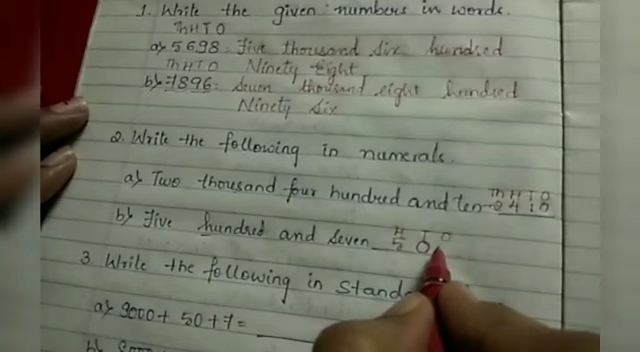 1. Write the given numbers in words.
Th H T O
a) 5698 : Five thousand six hundred
Th H T O Ninety Eight
b) 7896 : Seven thousand eight hundred
Ninety Six
2. Write the following in numerals.
Th H T O
a) Two thousand four hundred and ten - 2 4 1 0
H T O
b) Five hundred and Seven 5 0
3. Write the following in Stand
a) 9000 + 50 + 7 =
b)